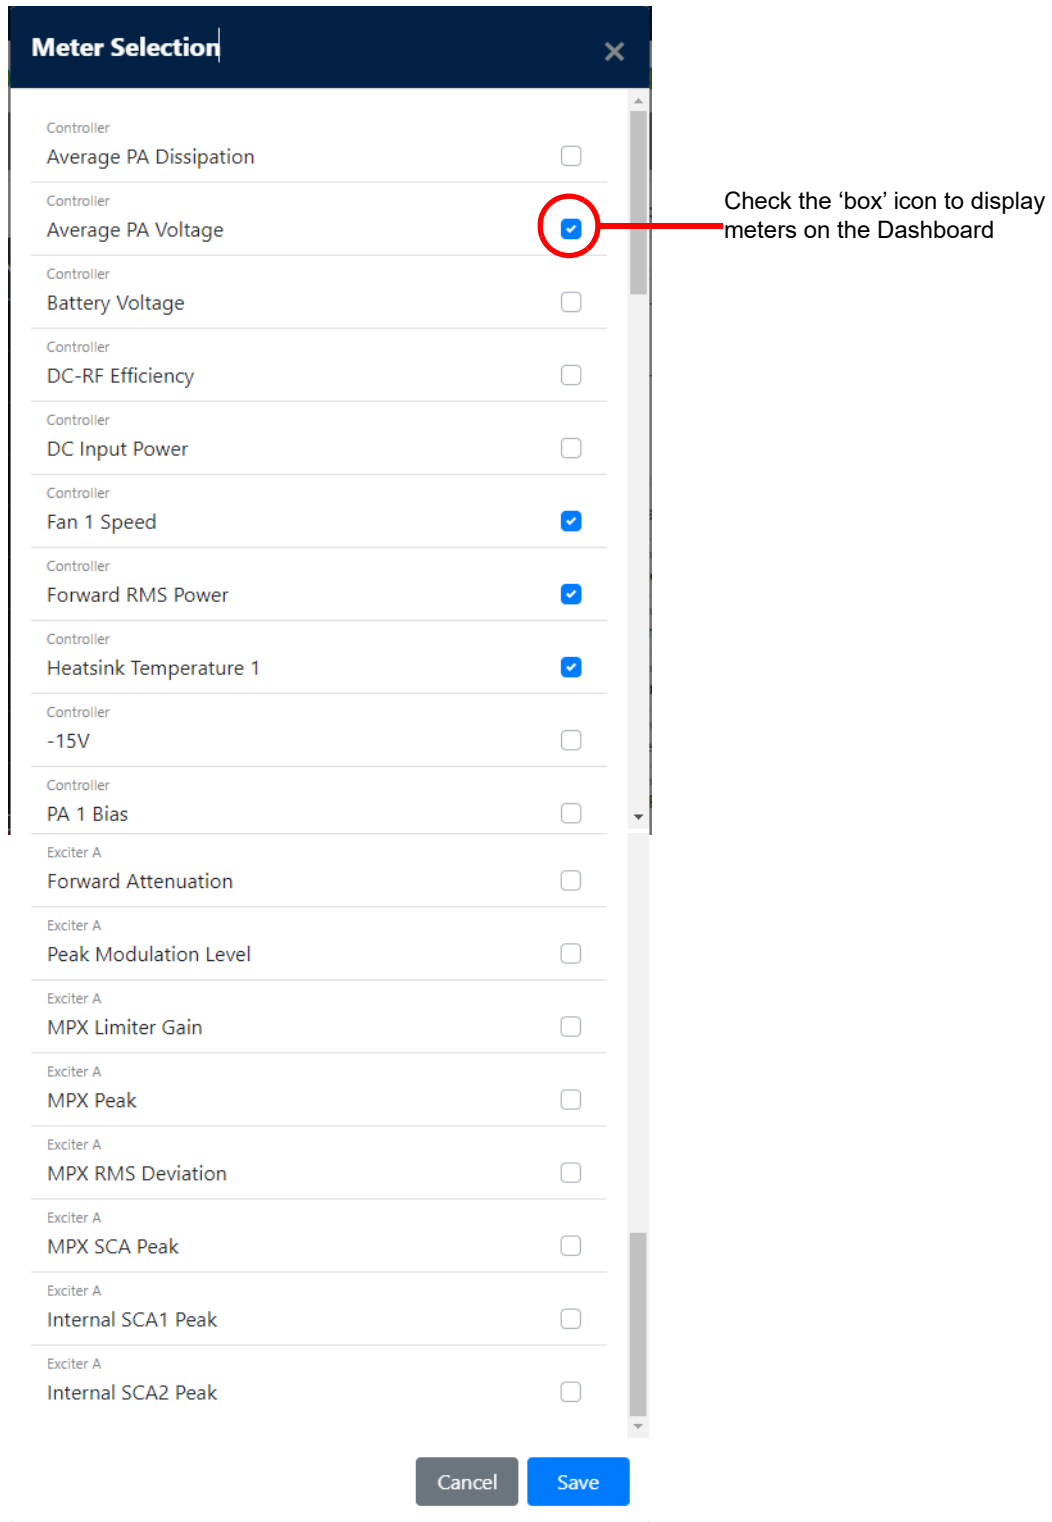 Meter Selection
Controller
Average PA Dissipation
Controller
Average PA Voltage
Check the ‘box’ icon to display
meters on the Dashboard
Controller
Battery Voltage
Controller
DC-RF Efficiency
Controller
DC Input Power
Controller
Fan 1 Speed
Controller
Forward RMS Power
Controller
Heatsink Temperature 1
Controller
-15V
Controller
PA 1 Bias
Exciter A
Forward Attenuation
Exciter A
Peak Modulation Level
Exciter A
MPX Limiter Gain
Exciter A
MPX Peak
Exciter A
MPX RMS Deviation
Exciter A
MPX SCA Peak
Exciter A
Internal SCA1 Peak
Exciter A
Internal SCA2 Peak
Cancel Save